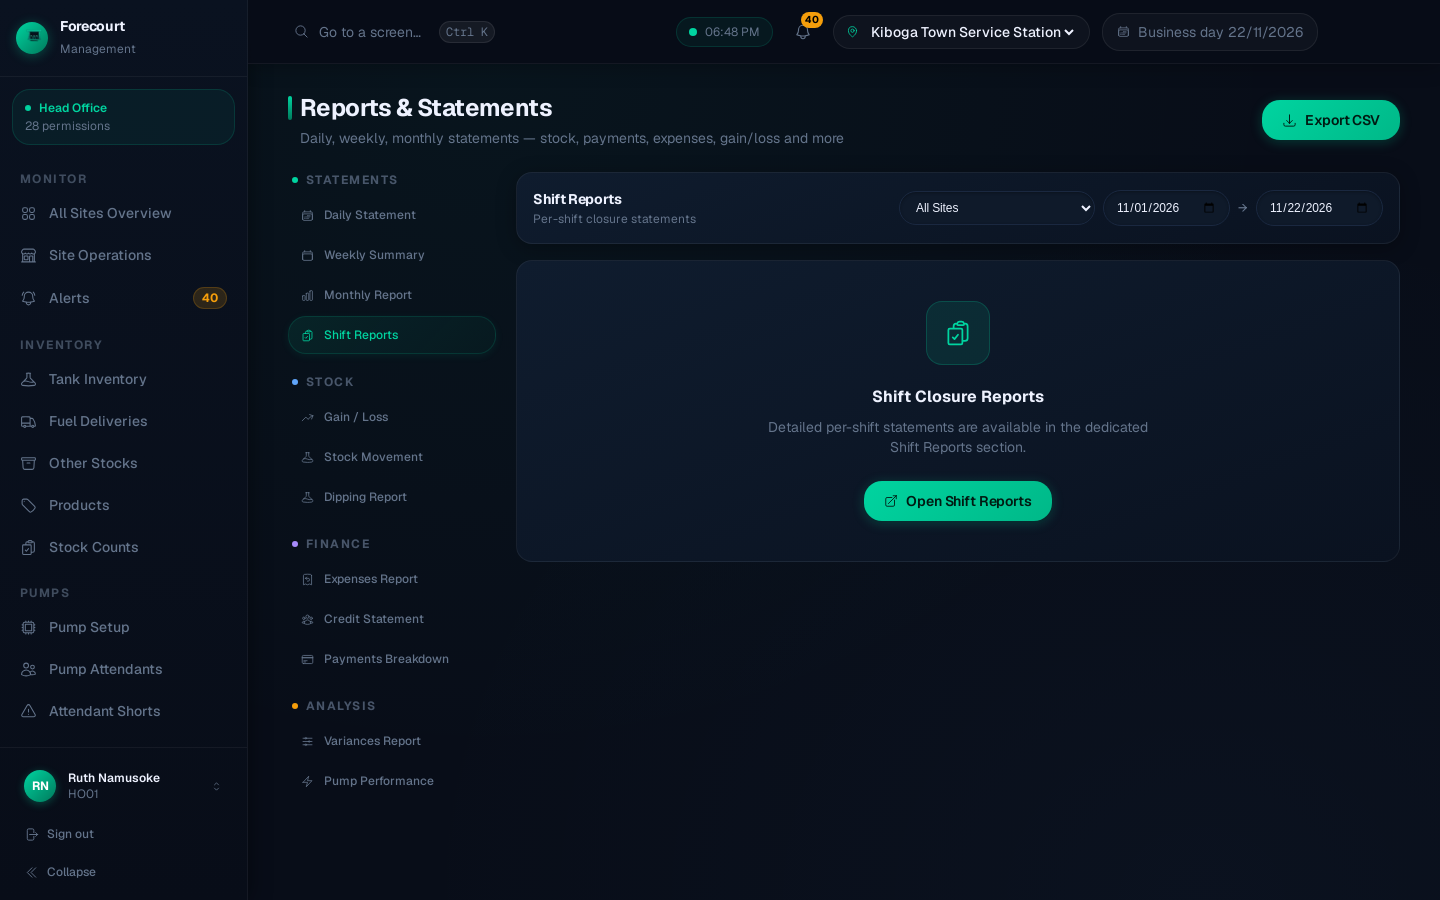 Forecourt
Management
Head Office
28 permissions
MONITOR
All Sites Overview
Site Operations
Alerts
40
INVENTORY
Tank Inventory
Fuel Deliveries
Other Stocks
Products
Stock Counts
PUMPS
Pump Setup
Pump Attendants
Attendant Shorts
RN
Ruth Namusoke
HO01
Sign out
Collapse
Go to a screen...
Ctrl K
06:48 PM
40
Kiboga Town Service Station
Business day 22/11/2026
Reports & Statements
Daily, weekly, monthly statements — stock, payments, expenses, gain/loss and more
Export CSV
STATEMENTS
Daily Statement
Weekly Summary
Monthly Report
Shift Reports
STOCK
Gain / Loss
Stock Movement
Dipping Report
FINANCE
Expenses Report
Credit Statement
Payments Breakdown
ANALYSIS
Variances Report
Pump Performance
Shift Reports
Per-shift closure statements
All Sites
11/01/2026
→
11/22/2026
Shift Closure Reports
Detailed per-shift statements are available in the dedicated
Shift Reports section.
Open Shift Reports